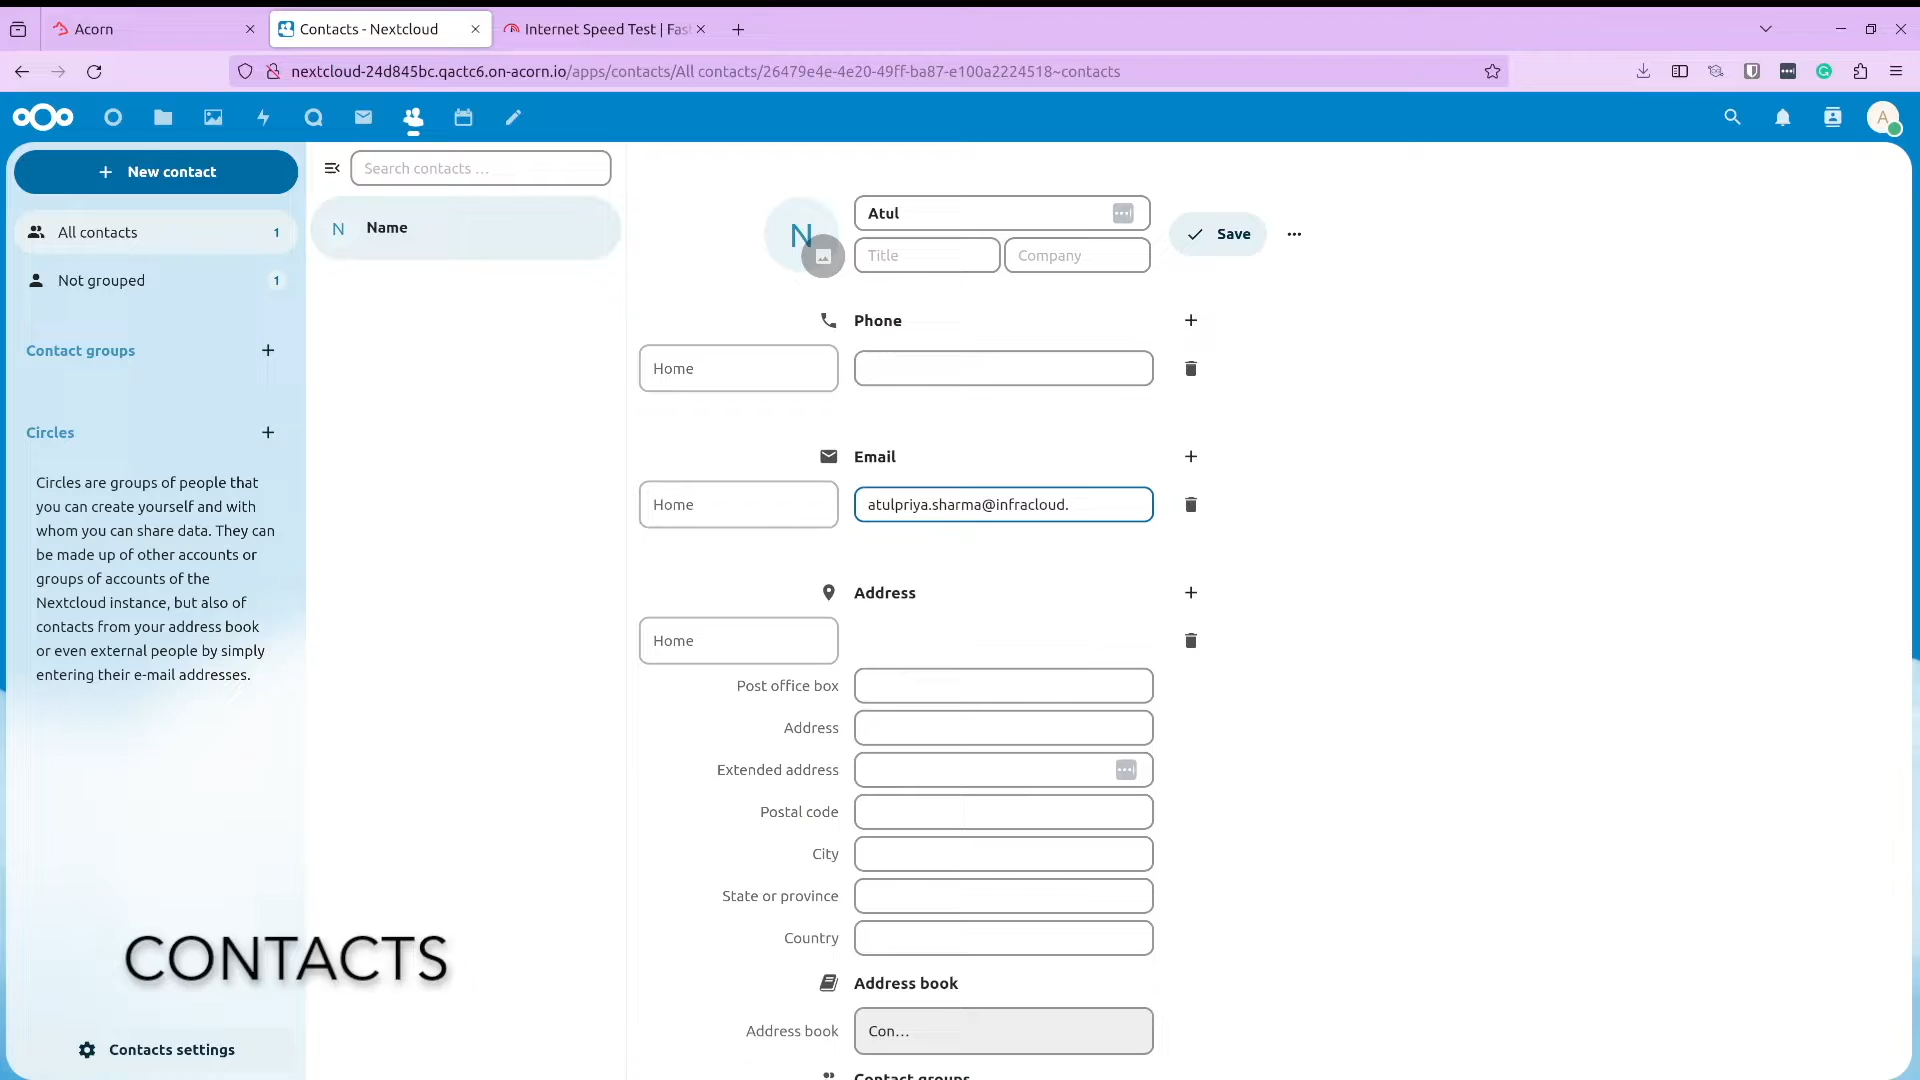 Acorn
Contacts - Nextcloud
Internet Speed Test | Fast
nextcloud-24d845bc.qactc6.on-acorn.io/apps/contacts/All contacts/26479e4e-4e20-49ff-ba87-e100a2224518~contacts
A
New contact
Search contacts ...
All contacts 1
Not grouped 1
Contact groups
Circles
Circles are groups of people that
you can create yourself and with
whom you can share data. They can
be made up of other accounts or
groups of accounts of the
Nextcloud instance, but also of
contacts from your address book
or even external people by simply
entering their e-mail addresses.
CONTACTS
Contacts settings
N Name
N
Atul
Title
Company
Save
Phone
Home
Email
Home
atulpriya.sharma@infracloud.
Address
Home
Post office box
Address
Extended address
Postal code
City
State or province
Country
Address book
Address book
Con...
Contact groups